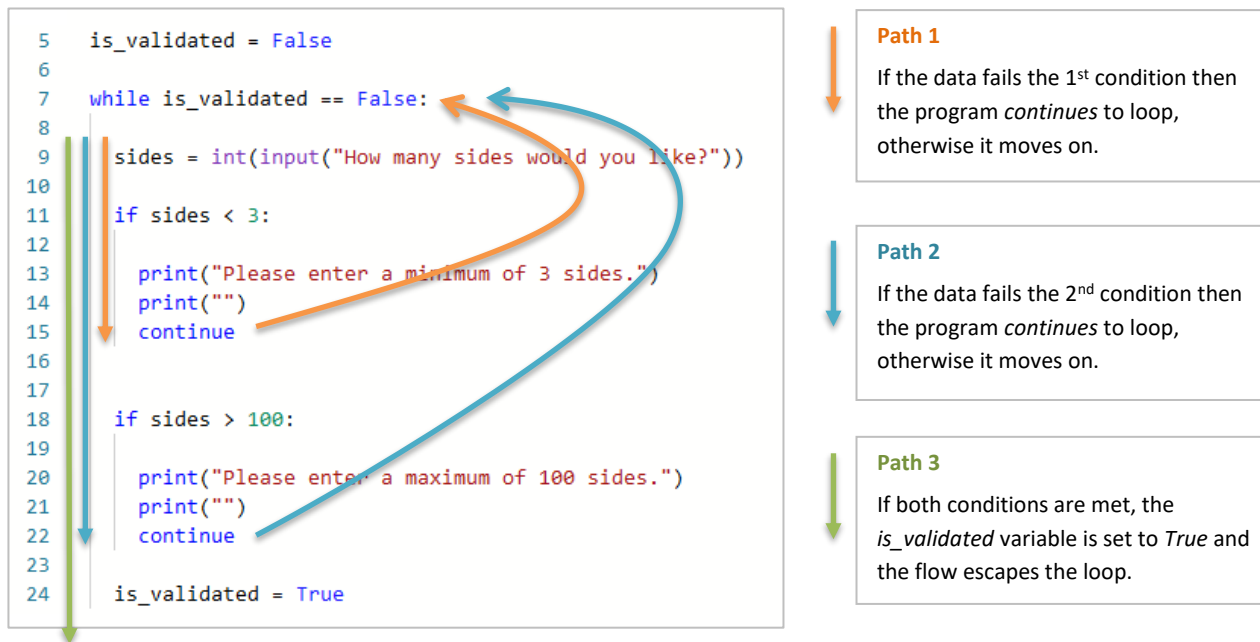 5 is_validated = False
6
7 while is_validated == False:
8
9 sides = int(input("How many sides would you like?"))
10
11 if sides < 3:
12
13 print("Please enter a minimum of 3 sides.")
14 print("")
15 continue
16
17
18 if sides > 100:
19
20 print("Please enter a maximum of 100 sides.")
21 print("")
22 continue
23
24 is_validated = True
Path 1
If the data fails the 1st condition then
the program continues to loop,
otherwise it moves on.
Path 2
If the data fails the 2nd condition then
the program continues to loop,
otherwise it moves on.
Path 3
If both conditions are met, the
is_validated variable is set to True and
the flow escapes the loop.